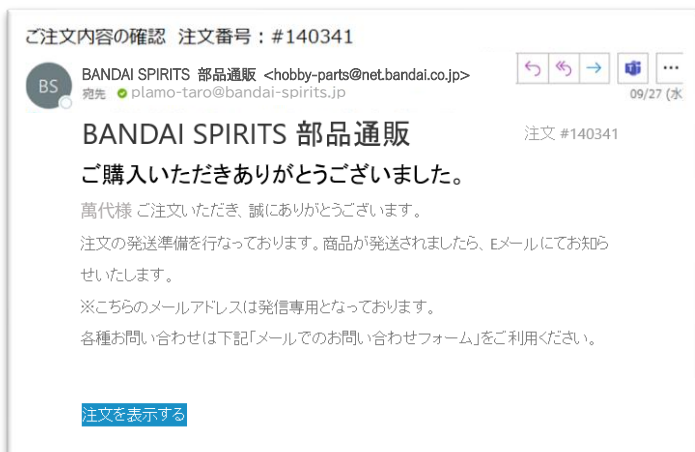 ご注文内容の確認 注文番号：#140341
BS
BANDAI SPIRITS 部品通販 <hobby-parts@net.bandai.co.jp>
宛先 plamo-taro@bandai-spirits.jp
09/27 (水
BANDAI SPIRITS 部品通販
注文 #140341
ご購入いただきありがとうございました。
萬代様 ご注文いただき、誠にありがとうございます。
注文の発送準備を行なっております。商品が発送されましたら、Eメールにてお知ら
せいたします。
※こちらのメールアドレスは発信専用となっております。
各種お問い合わせは下記「メールでのお問い合わせフォーム」をご利用ください。
注文を表示する